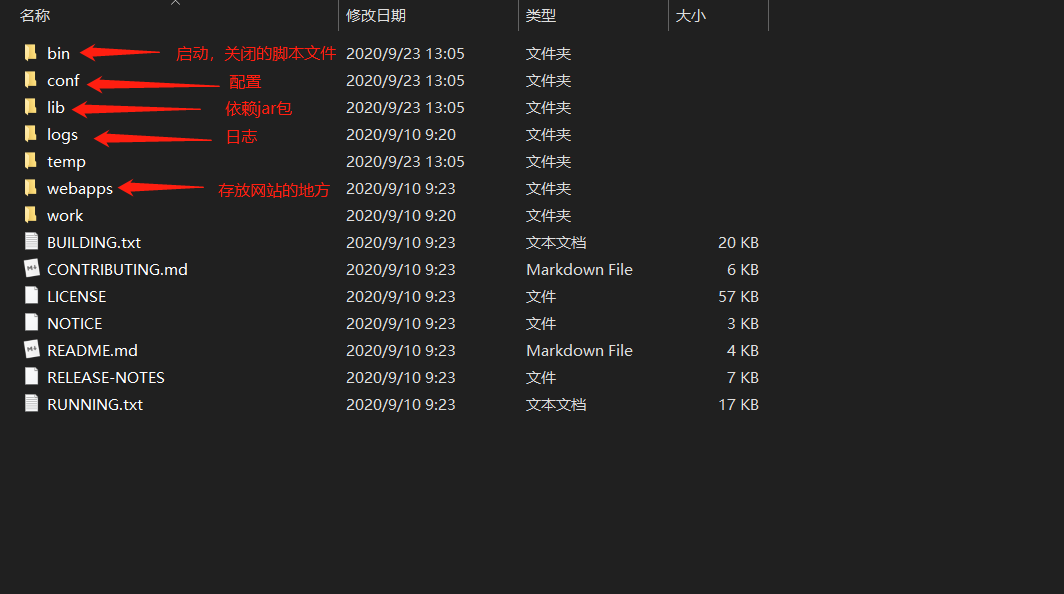 名称 修改日期 类型 大小
bin 启动，关闭的脚本文件 2020/9/23 13:05 文件夹
conf 配置 2020/9/23 13:05 文件夹
lib 依赖jar包 2020/9/23 13:05 文件夹
logs 日志 2020/9/10 9:20 文件夹
temp 2020/9/23 13:05 文件夹
webapps 存放网站的地方 2020/9/10 9:23 文件夹
work 2020/9/10 9:20 文件夹
BUILDING.txt 2020/9/10 9:23 文本文档 20 KB
CONTRIBUTING.md 2020/9/10 9:23 Markdown File 6 KB
LICENSE 2020/9/10 9:23 文件 57 KB
NOTICE 2020/9/10 9:23 文件 3 KB
README.md 2020/9/10 9:23 Markdown File 4 KB
RELEASE-NOTES 2020/9/10 9:23 文件 7 KB
RUNNING.txt 2020/9/10 9:23 文本文档 17 KB